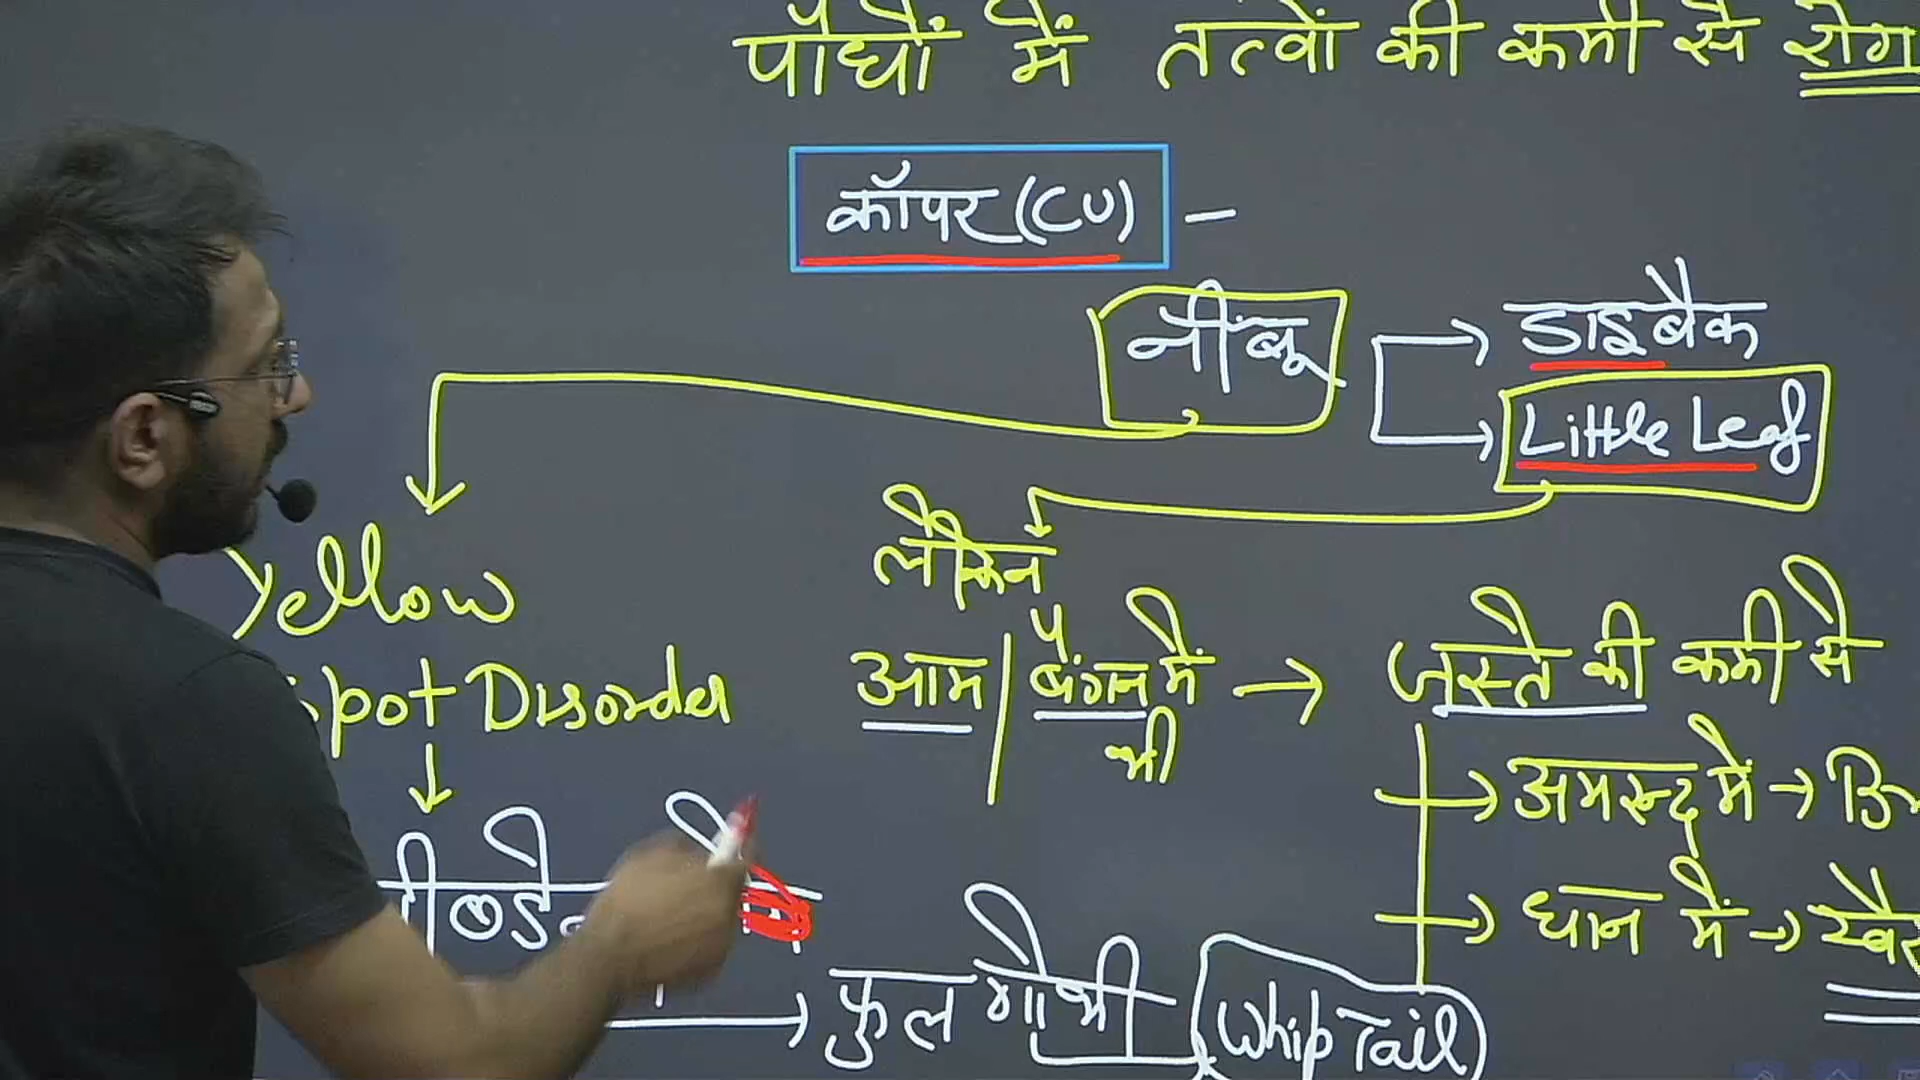 पौधों में तत्वों की कमी से रोग
कॉपर (CU) –
नींबू
डाइबैक
Little Leaf
लेकिन
Yellow
Spot Disorder
आम / बैंगन में भी → जस्ते की कमी से
→ अमरूद में →
→ धान में → खैरा
→ फुल गोभी Whip Tail